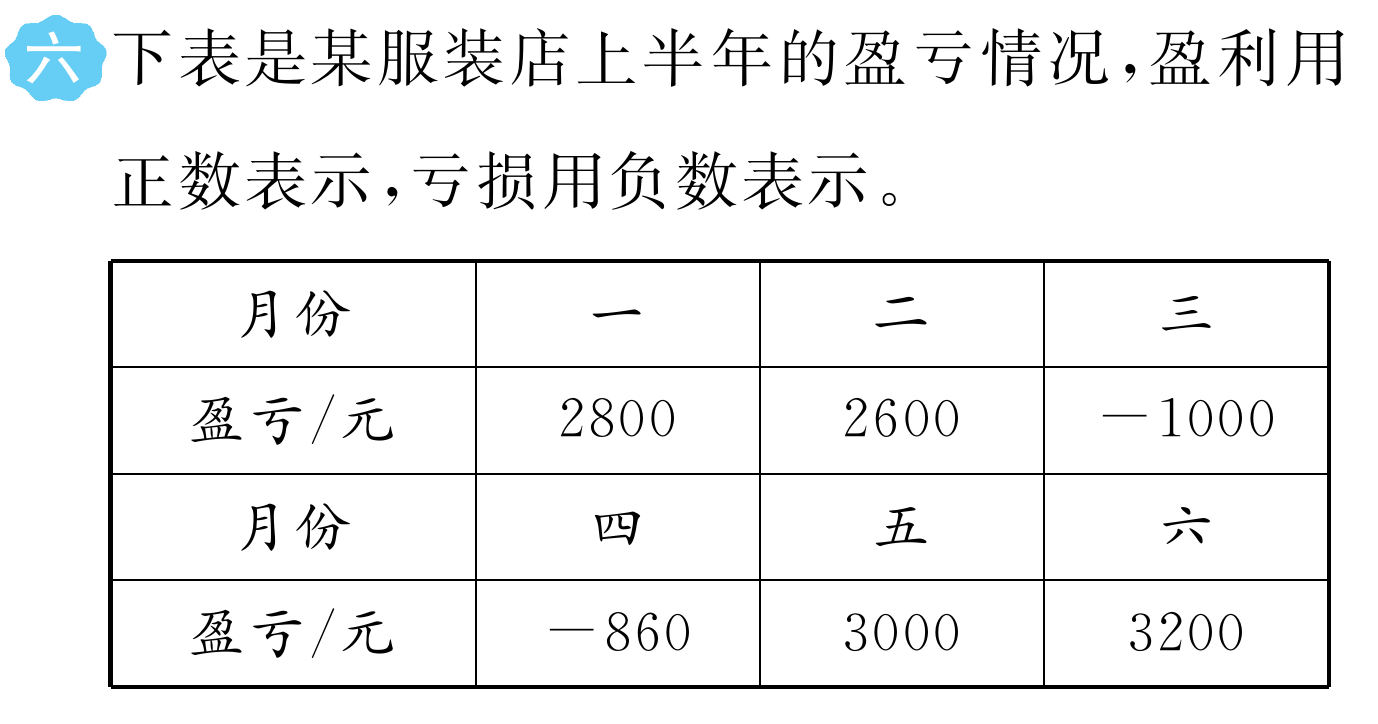 六 下表是某服装店上半年的盈亏情况,盈利用
正数表示,亏损用负数表示。
月份 一 二 三
盈亏/元 2800 2600 －1000
月份 四 五 六
盈亏/元 －860 3000 3200